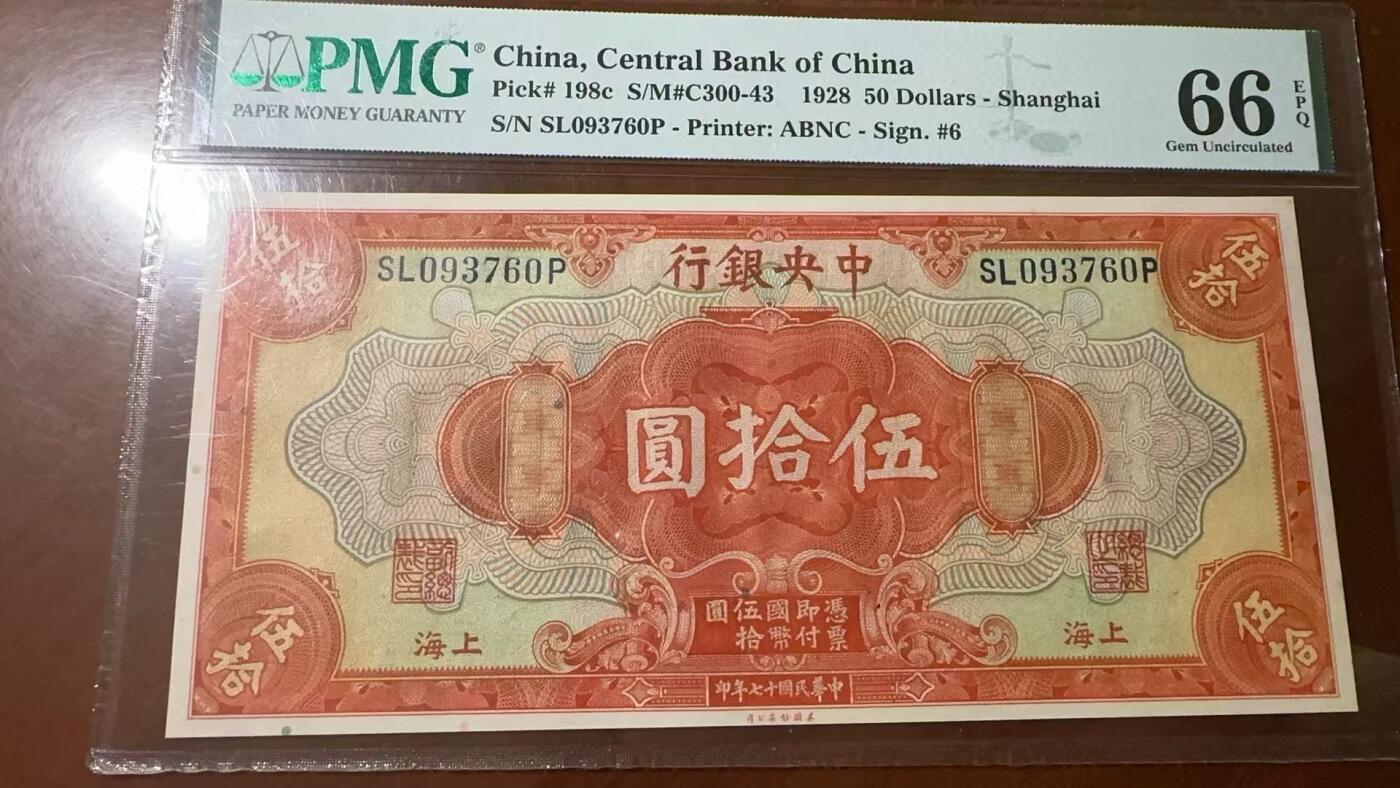 PMG®
PAPER MONEY GUARANTY
China, Central Bank of China
Pick# 198c S/M#C300-43 1928 50 Dollars - Shanghai
S/N SL093760P - Printer: ABNC - Sign. #6
66
EPQ
Gem Uncirculated
伍拾
SL093760P
行銀央中
SL093760P
伍拾
圓拾伍
圓伍國即憑
拾幣付票
海上
海上
伍拾
伍拾
印年七十國民華中